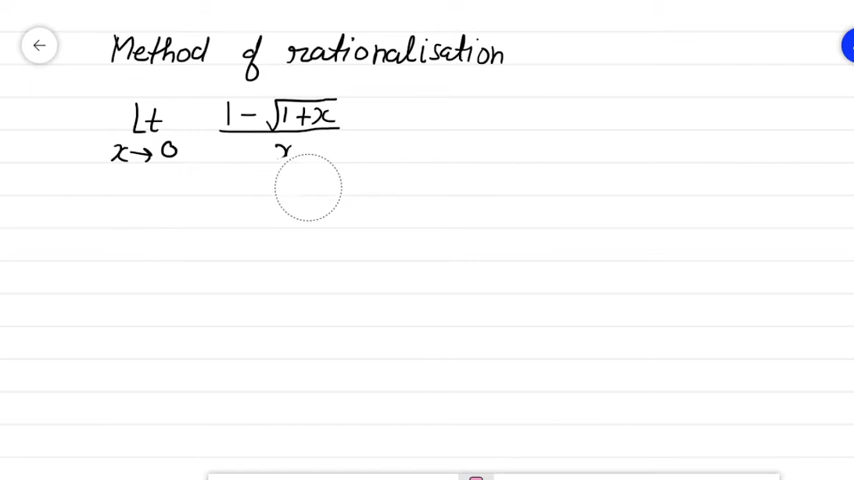 Method of rationalisation
Lt 1 - √1+x
x→0 x